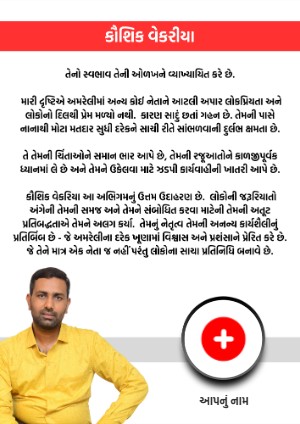 કૌશિક વેકરીયા
તેનો સ્વભાવ તેની ઓળખને વ્યાખ્યાયિત કરે છે.
મારી દૃષ્ટિએ અમરેલીમાં અન્ય કોઈ નેતાને આટલી અપાર લોકપ્રિયતા અને
લોકોનો દિલથી પ્રેમ મળ્યો નથી. કારણ સાદું છતાં ગહન છે. તેમની પાસે
નાનાથી મોટા મતદાર સુધી દરેકને સાચી રીતે સાંભળવાની દુર્લભ ક્ષમતા છે.
તે તેમની ચિંતાઓને સમાન ભાર આપે છે, તેમની રજૂઆતોને કાળજીપૂર્વક
ધ્યાનમાં લે છે અને તેમને ઉકેલવા માટે ઝડપી કાર્યવાહીની ખાતરી આપે છે.
કૌશિક વેકરિયા આ અભિગમનું ઉત્તમ ઉદાહરણ છે. લોકોની જરૂરિયાતો
અંગેની તેમની સમજ અને તેમને સંબોધિત કરવા માટેની તેમની અતૂટ
પ્રતિબદ્ધતાએ તેમને અલગ કર્યા. તેમનું નેતૃત્વ તેમની અનન્ય કાર્યશૈલીનું
પ્રતિબિંબ છે - જે અમરેલીના દરેક ખૂણામાં વિશ્વાસ અને પ્રશંસાને પ્રેરિત કરે છે.
જે તેને માત્ર એક નેતા જ નહીં પરંતુ લોકોના સાચા પ્રતિનિધિ બનાવે છે.
આપનું નામ